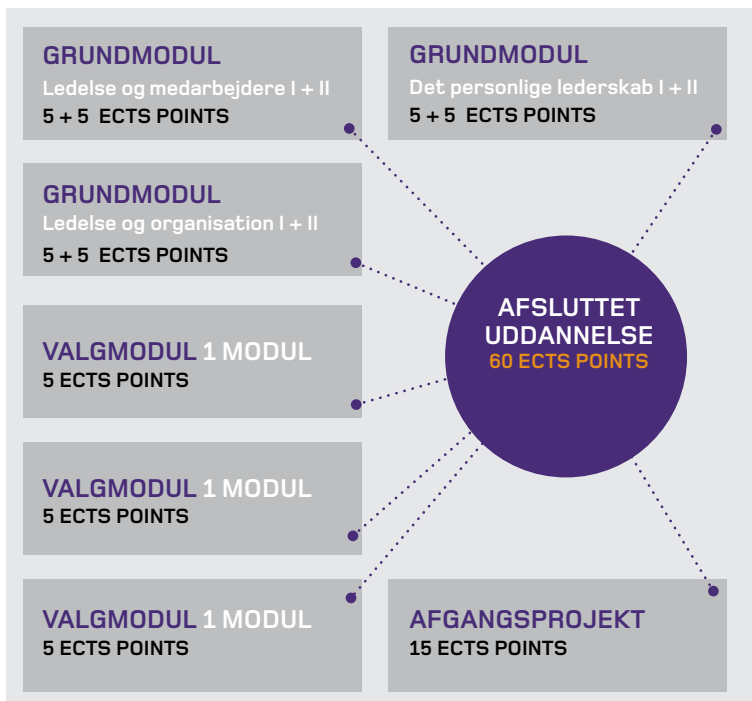 GRUNDMODUL
Ledelse og medarbejdere I + II
5 + 5 ECTS POINTS
GRUNDMODUL
Det personlige lederskab I + II
5 + 5 ECTS POINTS
GRUNDMODUL
Ledelse og organisation I + II
5 + 5 ECTS POINTS
AFSLUTTET
UDDANNELSE
60 ECTS POINTS
VALGMODUL 1 MODUL
5 ECTS POINTS
VALGMODUL 1 MODUL
5 ECTS POINTS
VALGMODUL 1 MODUL
5 ECTS POINTS
AFGANGSPROJEKT
15 ECTS POINTS